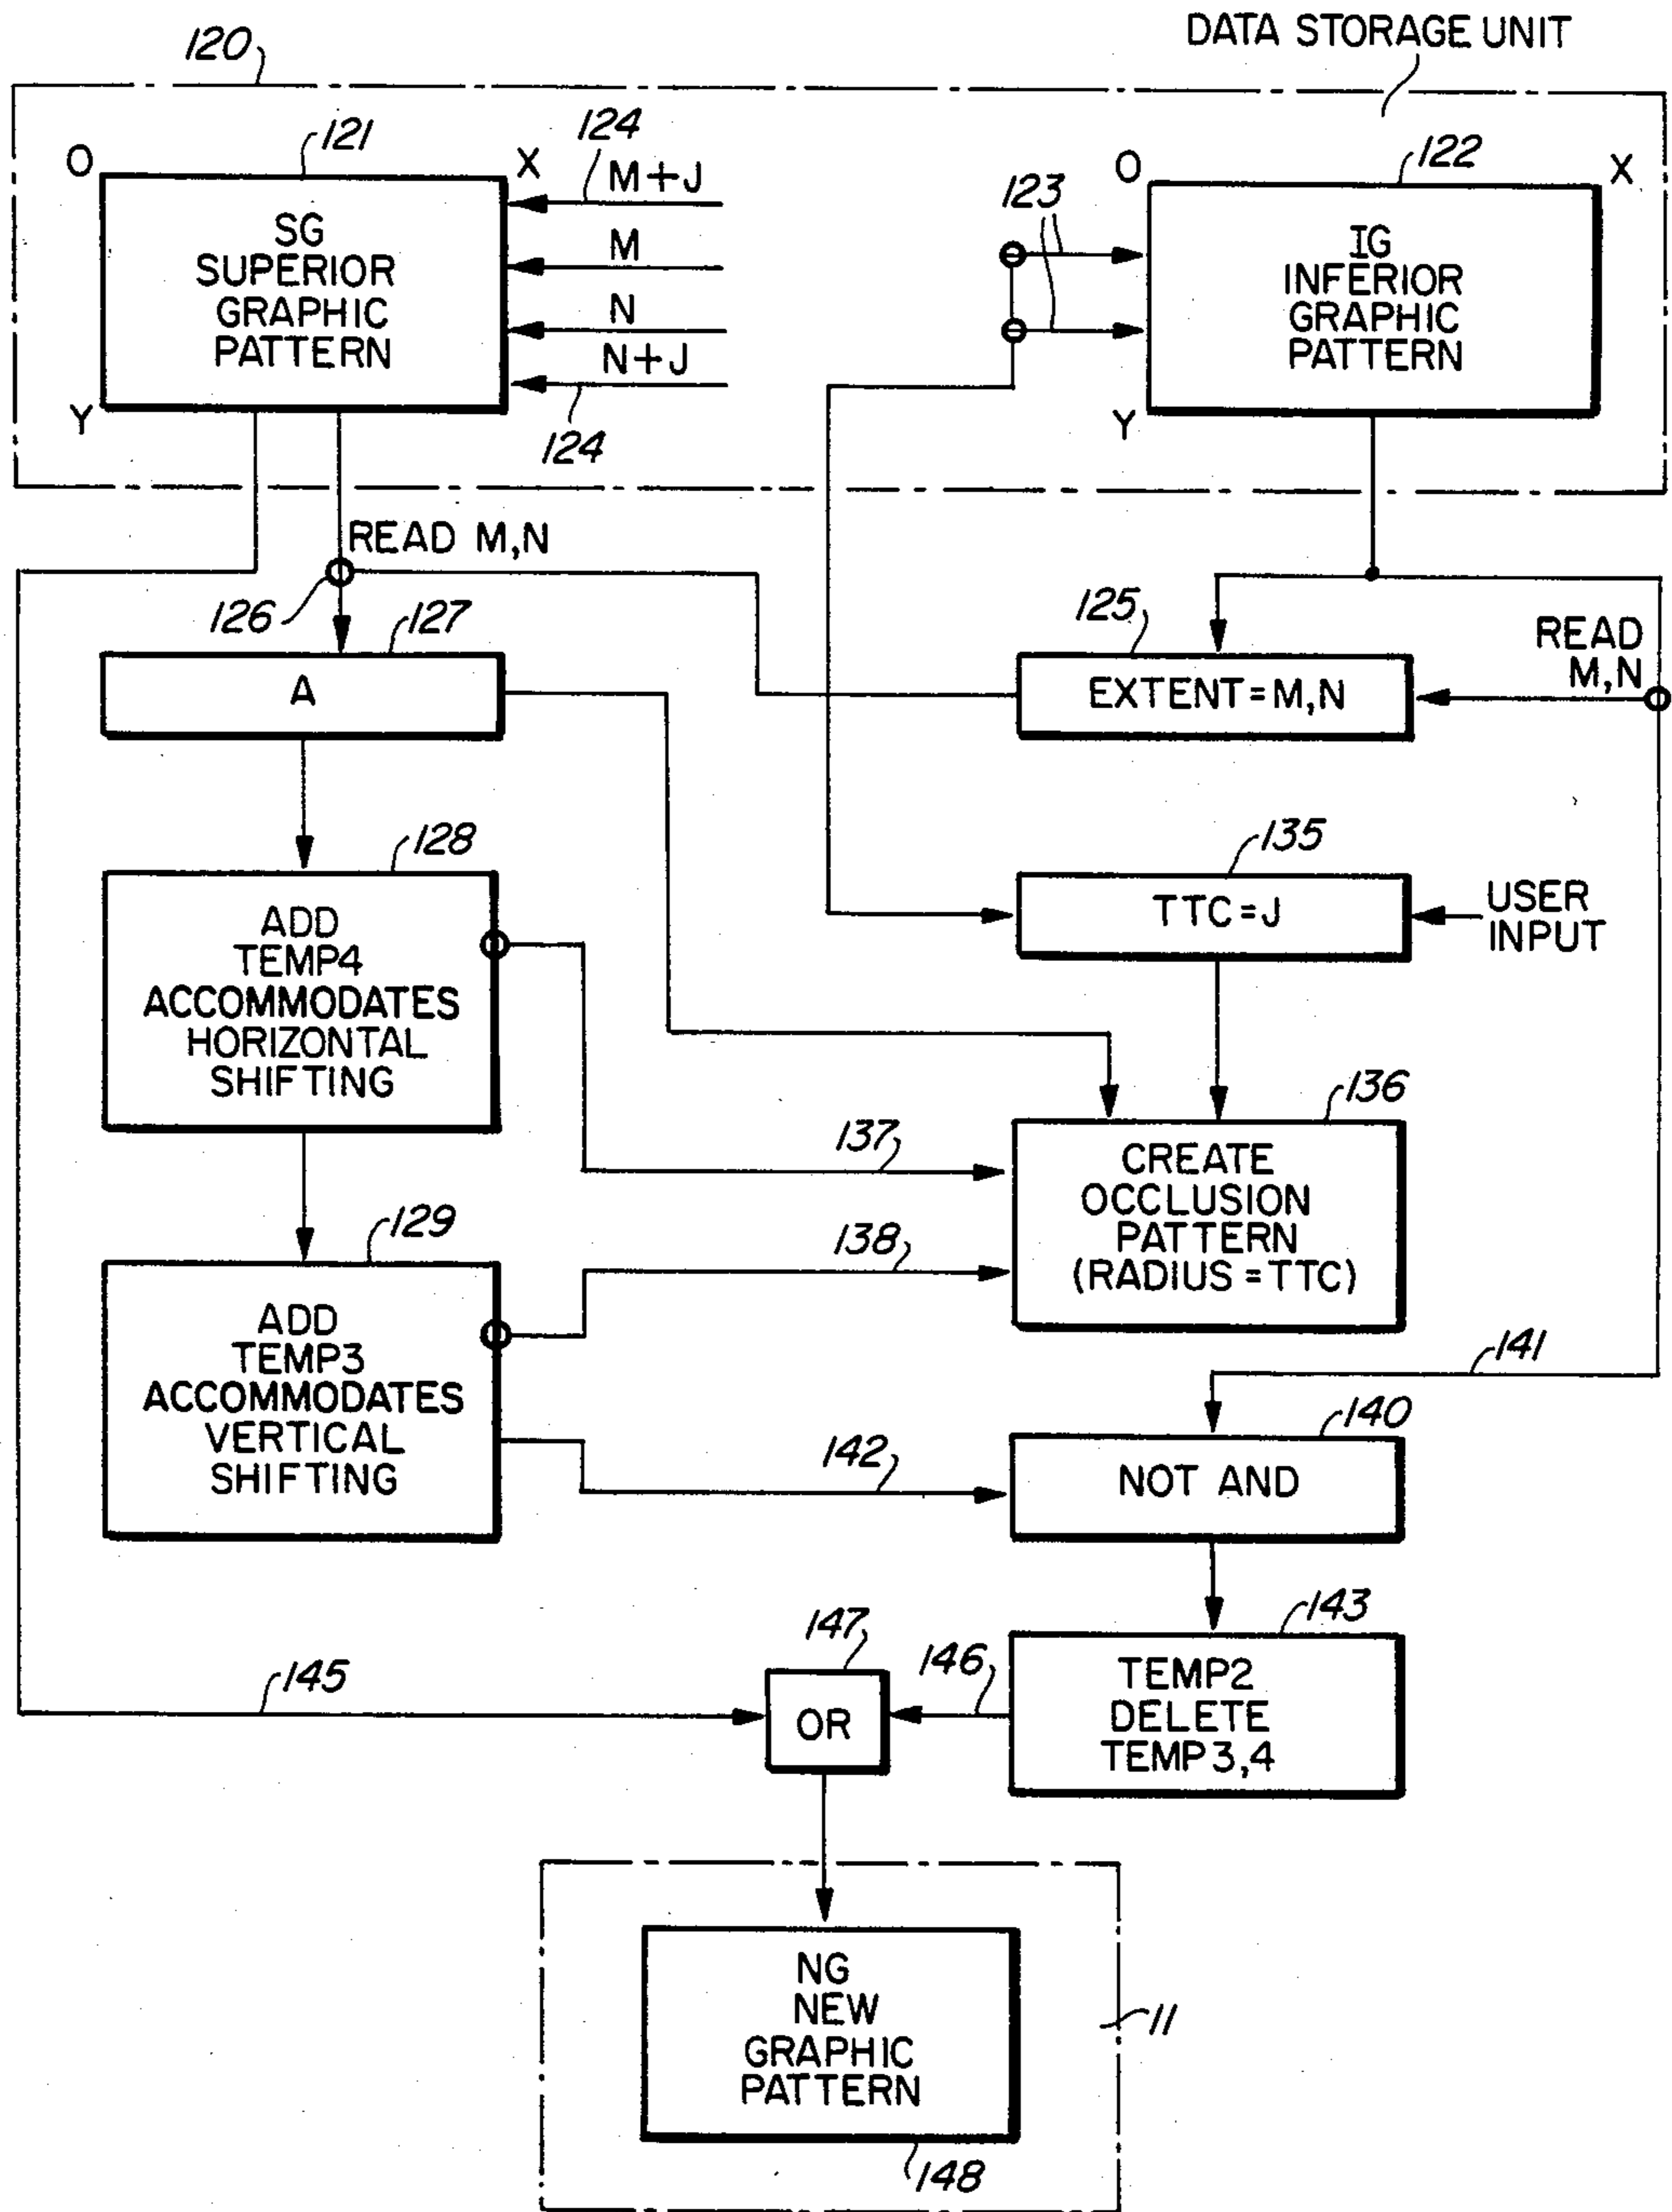 DATA STORAGE UNIT
120
121
124
O
X
M+J
M
N
N+J
124
SG
SUPERIOR
GRAPHIC
PATTERN
Y
123
O
122
X
IG
INFERIOR
GRAPHIC
PATTERN
Y
READ M,N
126
127
A
125
EXTENT=M,N
READ
M,N
128
ADD
TEMP4
ACCOMMODATES
HORIZONTAL
SHIFTING
135
TTC=J
USER
INPUT
136
CREATE
OCCLUSION
PATTERN
(RADIUS=TTC)
137
138
129
ADD
TEMP3
ACCOMMODATES
VERTICAL
SHIFTING
141
140
NOT AND
142
143
TEMP2
DELETE
TEMP3,4
147
OR
146
145
NG
NEW
GRAPHIC
PATTERN
11
148